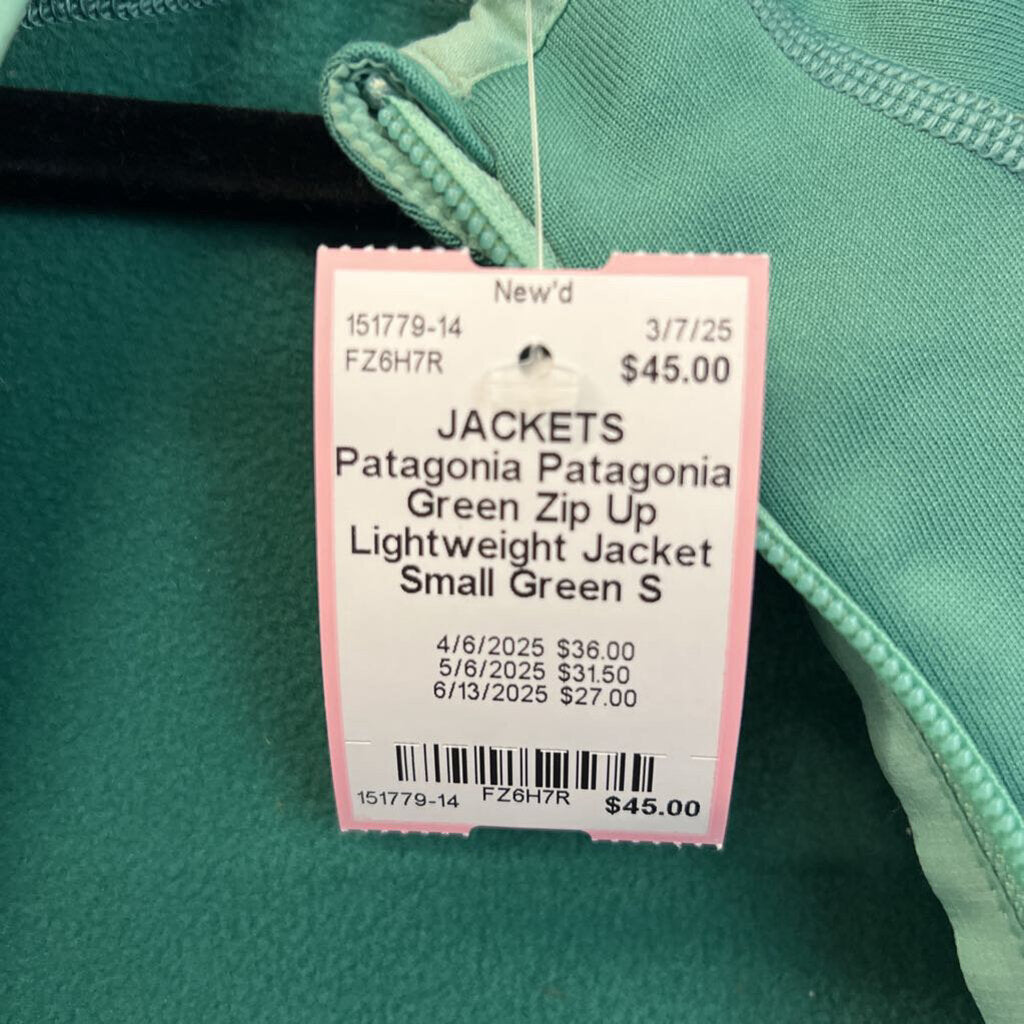 New'd
151779-14 3/7/25
FZ6H7R $45.00
JACKETS
Patagonia Patagonia
Green Zip Up
Lightweight Jacket
Small Green S
4/6/2025 $36.00
5/6/2025 $31.50
6/13/2025 $27.00
151779-14 FZ6H7R $45.00